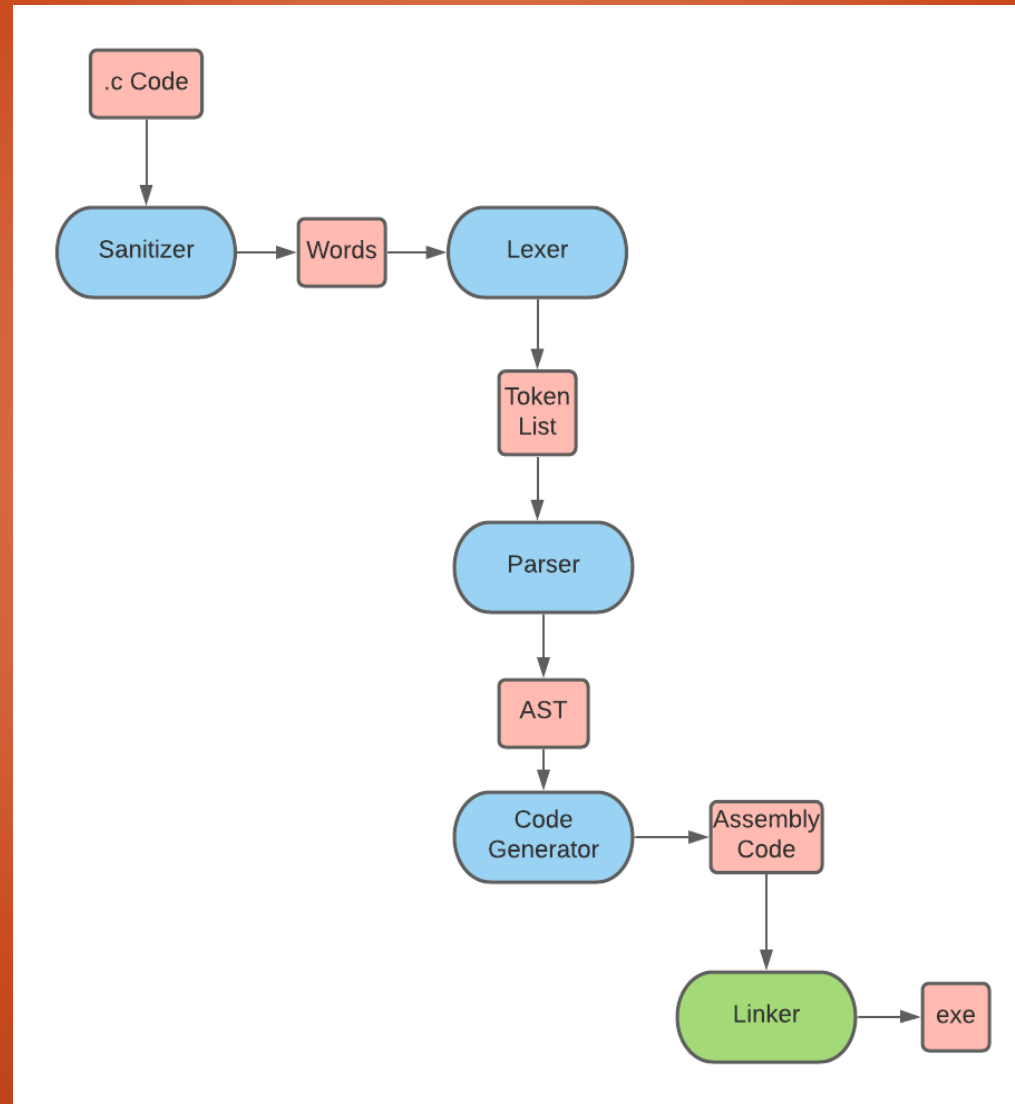 .c Code
Sanitizer
Words
Lexer
Token
List
Parser
AST
Code
Generator
Assembly
Code
Linker
exe